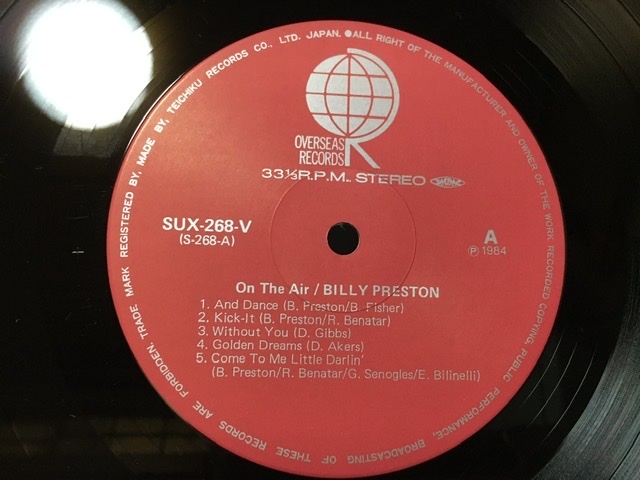 TRADE MARK REGISTERED BY, MADE BY, TEICHIKU RECORDS CO., LTD. JAPAN. ●ALL RIGHT OF THE MANUFACTURER AND OWNER OF THE WORK RECORDED COPYING, PUBLIC PERFORMANCE, BROADCASTING OF THESE RECORDS ARE FORBIDDEN.
OVERSEAS
RECORDS
33⅓R.P.M. STEREO
SUX-268-V
(S-268-A)
A
Ⓟ 1984
On The Air / BILLY PRESTON
1. And Dance (B. Preston/B. Fisher)
2. Kick-It (B. Preston/R. Benatar)
3. Without You (D. Gibbs)
4. Golden Dreams (D. Akers)
5. Come To Me Little Darlin'
(B. Preston/R. Benatar/G. Senogles/E. Bilinelli)